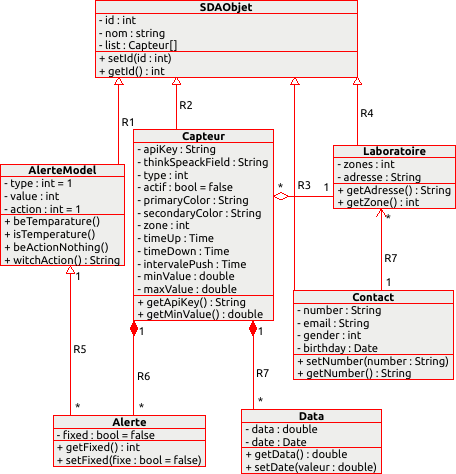 SDAObjet
- id : int
- nom : string
- list : Capteur[]
+ setId(id : int)
+ getId() : int
R1
R2
R3
R4
Capteur
- apiKey : String
- thinkSpeackField : String
- type : int
- actif : bool = false
- primaryColor : String
- secondaryColor : String
- zone : int
- timeUp : Time
- timeDown : Time
- intervalePush : Time
- minValue : double
- maxValue : double
+ getApiKey() : String
+ getMinValue() : double
*
1
Laboratoire
- zones : int
- adresse : String
+ getAdresse() : String
+ getZone() : int
AlerteModel
- type : int = 1
- value : int
- action : int = 1
+ beTemparature()
+ isTemperature()
+ beActionNothing()
+ witchAction() : String
*
R7
1
Contact
- number : String
- email : String
- gender : int
- birthday : Date
+ setNumber(number : String)
+ getNumber() : String
1
R5
*
1
R6
*
1
R7
*
Alerte
- fixed : bool = false
+ getFixed() : int
+ setFixed(fixe : bool = false)
Data
- data : double
- date : Date
+ getData() : double
+ setDate(valeur : double)